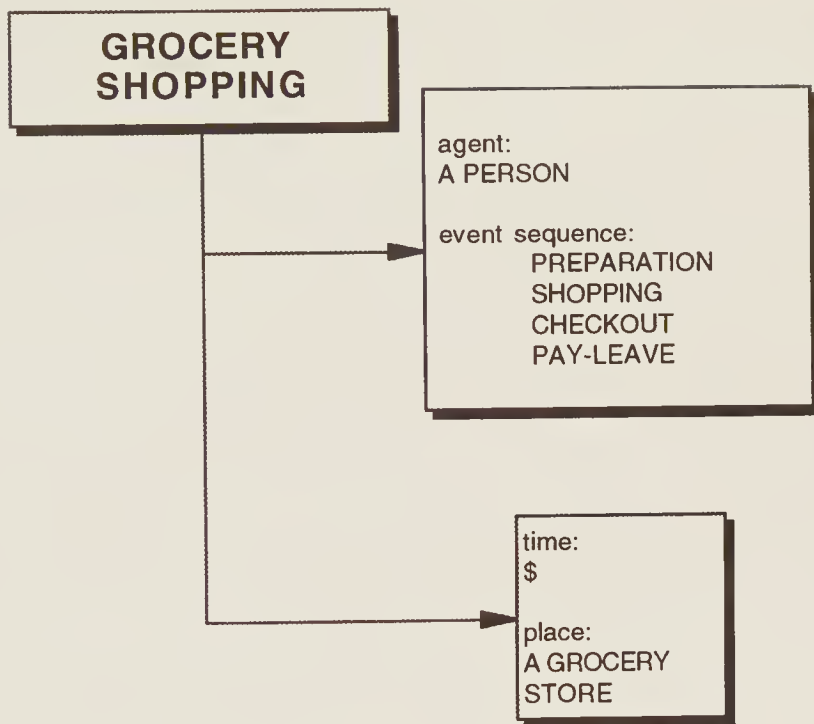 GROCERY
SHOPPING
agent:
A PERSON
event sequence:
PREPARATION
SHOPPING
CHECKOUT
PAY-LEAVE
time:
$
place:
A GROCERY
STORE